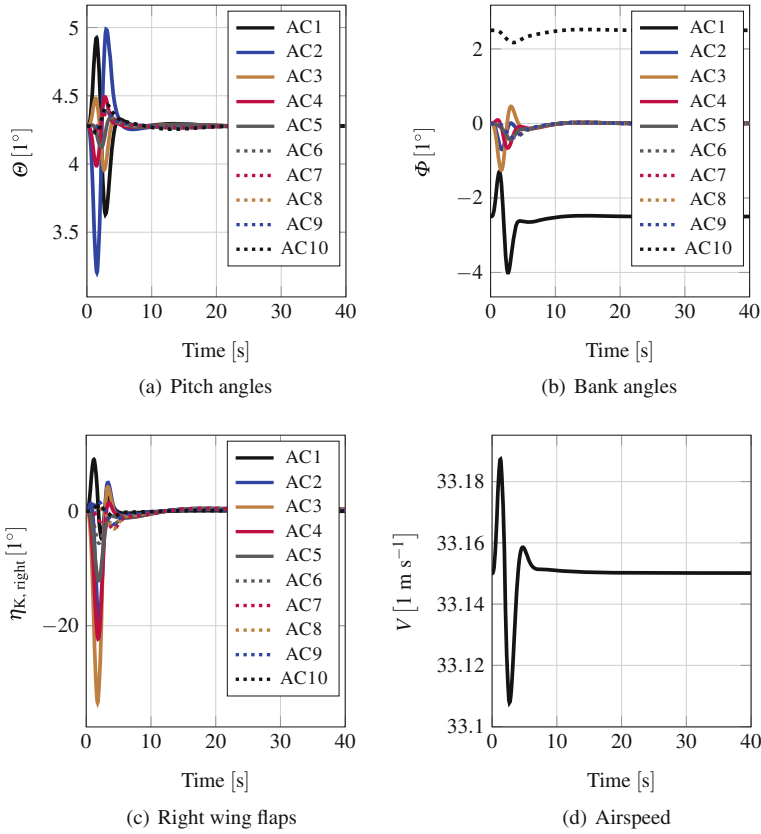 5
4.5
4
3.5
Θ [1°]
0 10 20 30 40
Time [s]
AC1
AC2
AC3
AC4
AC5
AC6
AC7
AC8
AC9
AC10
(a) Pitch angles
2
0
−2
−4
Φ [1°]
0 10 20 30 40
Time [s]
AC1
AC2
AC3
AC4
AC5
AC6
AC7
AC8
AC9
AC10
(b) Bank angles
0
−20
ηK, right [1°]
0 10 20 30 40
Time [s]
AC1
AC2
AC3
AC4
AC5
AC6
AC7
AC8
AC9
AC10
(c) Right wing flaps
33.18
33.16
33.14
33.12
33.1
V [1 m s−1]
0 10 20 30 40
Time [s]
(d) Airspeed